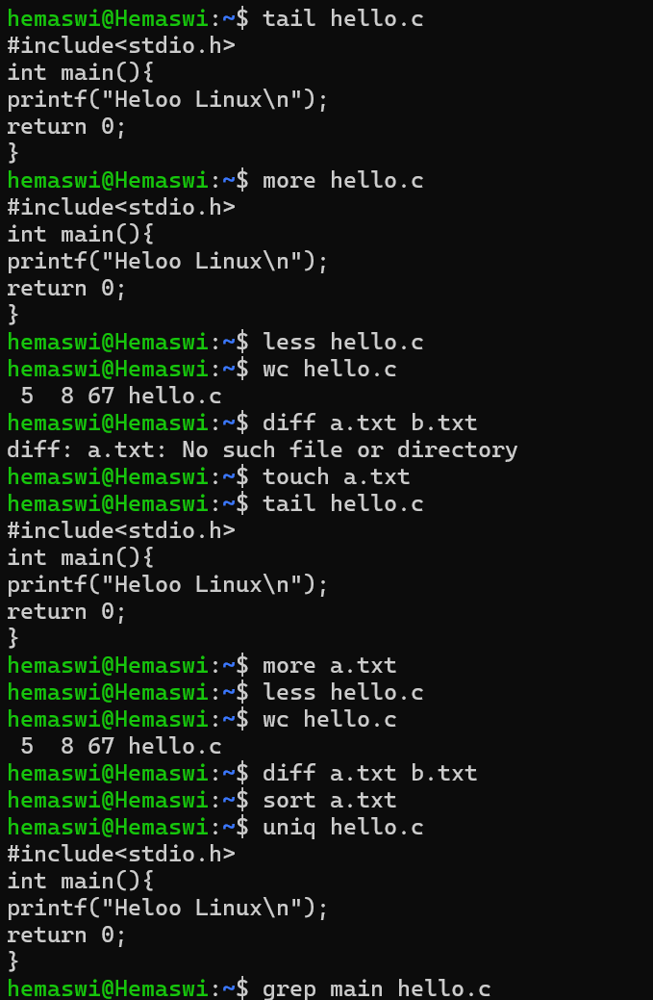 hemaswi@Hemaswi:~$ tail hello.c
#include<stdio.h>
int main(){
printf("Heloo Linux\n");
return 0;
}
hemaswi@Hemaswi:~$ more hello.c
#include<stdio.h>
int main(){
printf("Heloo Linux\n");
return 0;
}
hemaswi@Hemaswi:~$ less hello.c
hemaswi@Hemaswi:~$ wc hello.c
 5  8 67 hello.c
hemaswi@Hemaswi:~$ diff a.txt b.txt
diff: a.txt: No such file or directory
hemaswi@Hemaswi:~$ touch a.txt
hemaswi@Hemaswi:~$ tail hello.c
#include<stdio.h>
int main(){
printf("Heloo Linux\n");
return 0;
}
hemaswi@Hemaswi:~$ more a.txt
hemaswi@Hemaswi:~$ less hello.c
hemaswi@Hemaswi:~$ wc hello.c
 5  8 67 hello.c
hemaswi@Hemaswi:~$ diff a.txt b.txt
hemaswi@Hemaswi:~$ sort a.txt
hemaswi@Hemaswi:~$ uniq hello.c
#include<stdio.h>
int main(){
printf("Heloo Linux\n");
return 0;
}
hemaswi@Hemaswi:~$ grep main hello.c